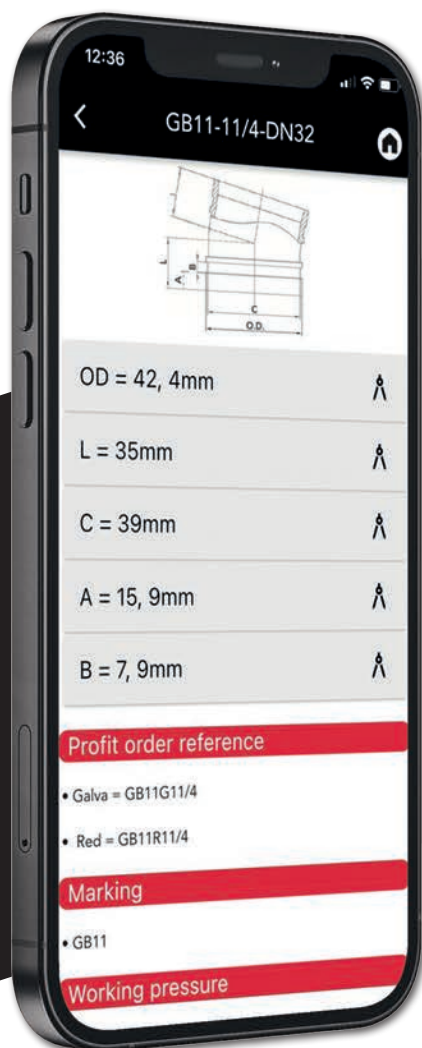 12:36
GB11-11/4-DN32
L
L
B
A
C
O.D.
OD = 42, 4mm
L = 35mm
C = 39mm
A = 15, 9mm
B = 7, 9mm
Profit order reference
• Galva = GB11G11/4
• Red = GB11R11/4
Marking
• GB11
Working pressure